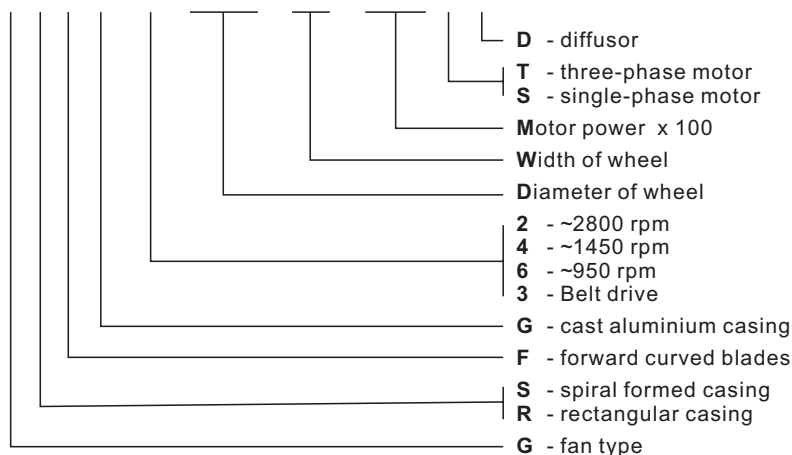 D - diffusor
T - three-phase motor
S - single-phase motor
Motor power x 100
Width of wheel
Diameter of wheel
2 - ~2800 rpm
4 - ~1450 rpm
6 - ~950 rpm
3 - Belt drive
G - cast aluminium casing
F - forward curved blades
S - spiral formed casing
R - rectangular casing
G - fan type